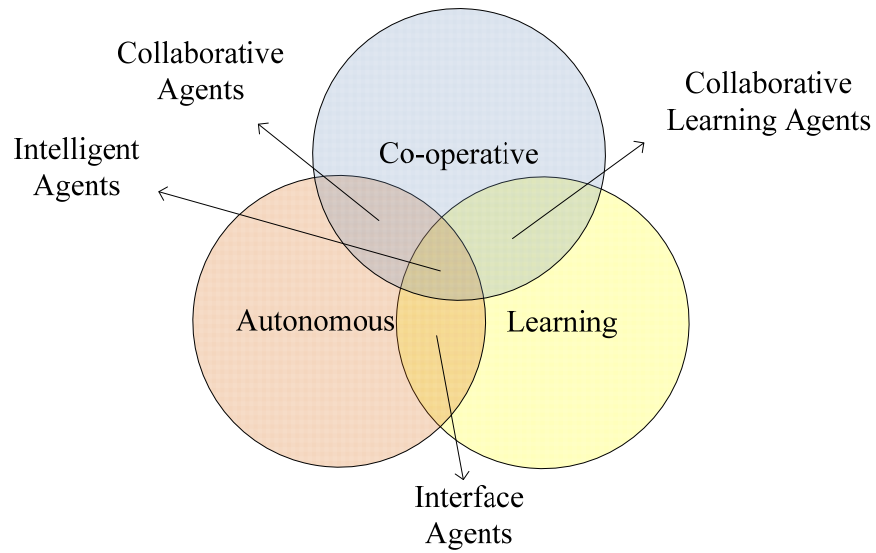 Collaborative
Agents
Collaborative
Learning Agents
Intelligent
Agents
Co-operative
Autonomous
Learning
Interface
Agents